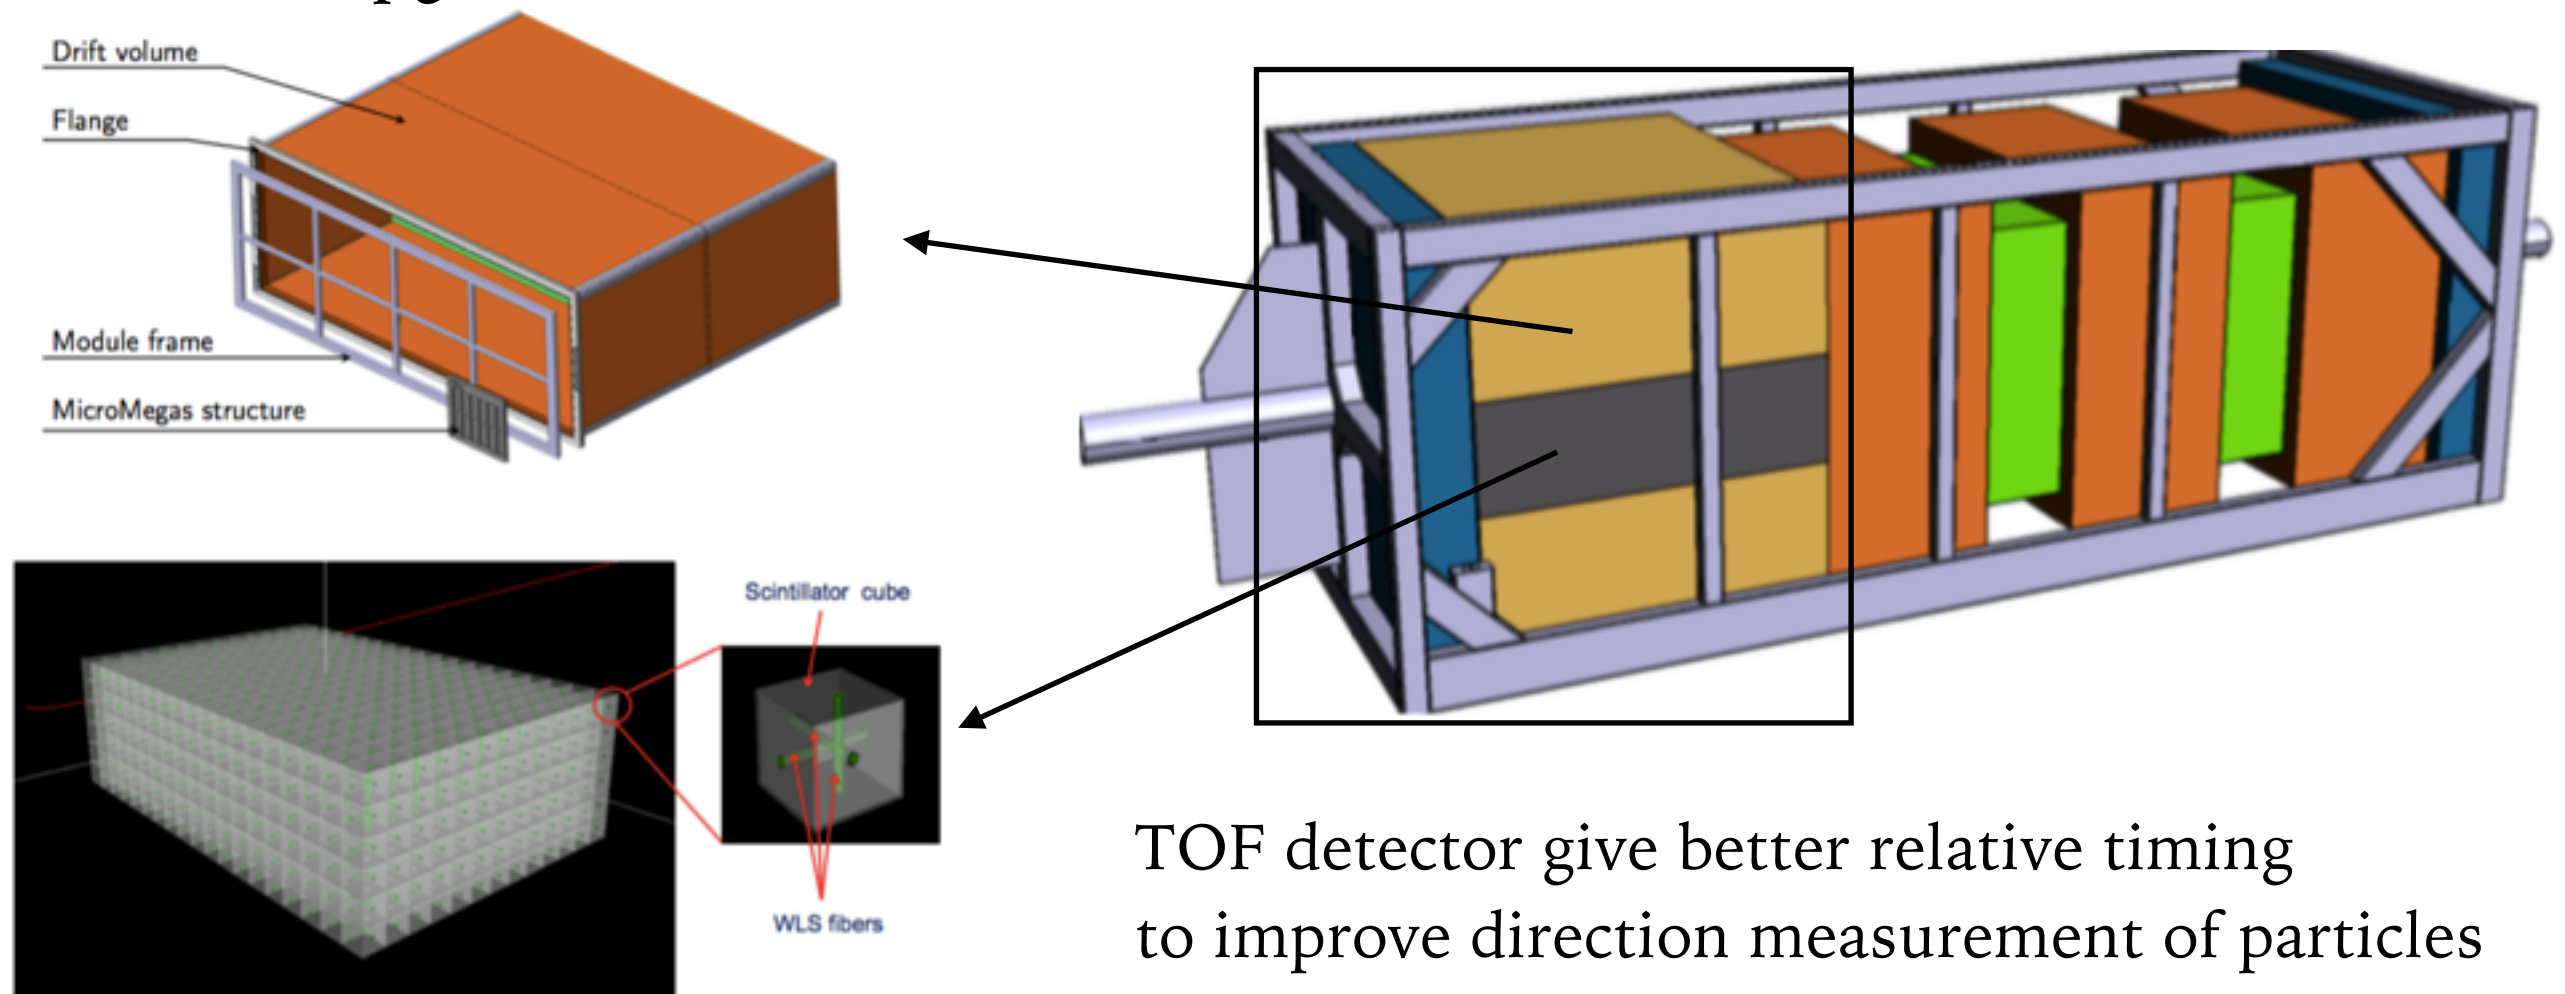 Drift volume
Flange
Module frame
MicroMegas structure
Scintillator cube
WLS fibers
TOF detector give better relative timing
to improve direction measurement of particles